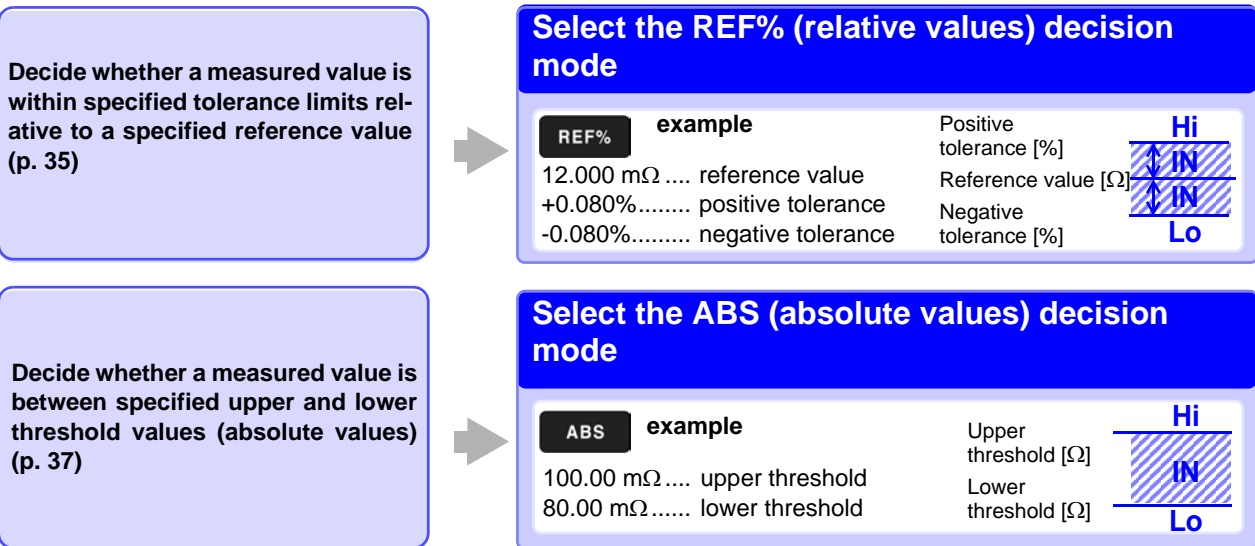 Decide whether a measured value is
within specified tolerance limits rel-
ative to a specified reference value
(p. 35)
Select the REF% (relative values) decision
mode
REF% example
12.000 mΩ .... reference value
+0.080%........ positive tolerance
-0.080%......... negative tolerance
Positive
tolerance [%]
Reference value [Ω]
Negative
tolerance [%]
Hi
IN
IN
Lo
Decide whether a measured value is
between specified upper and lower
threshold values (absolute values)
(p. 37)
Select the ABS (absolute values) decision
mode
ABS example
100.00 mΩ .... upper threshold
80.00 mΩ ...... lower threshold
Upper
threshold [Ω]
Lower
threshold [Ω]
Hi
IN
Lo